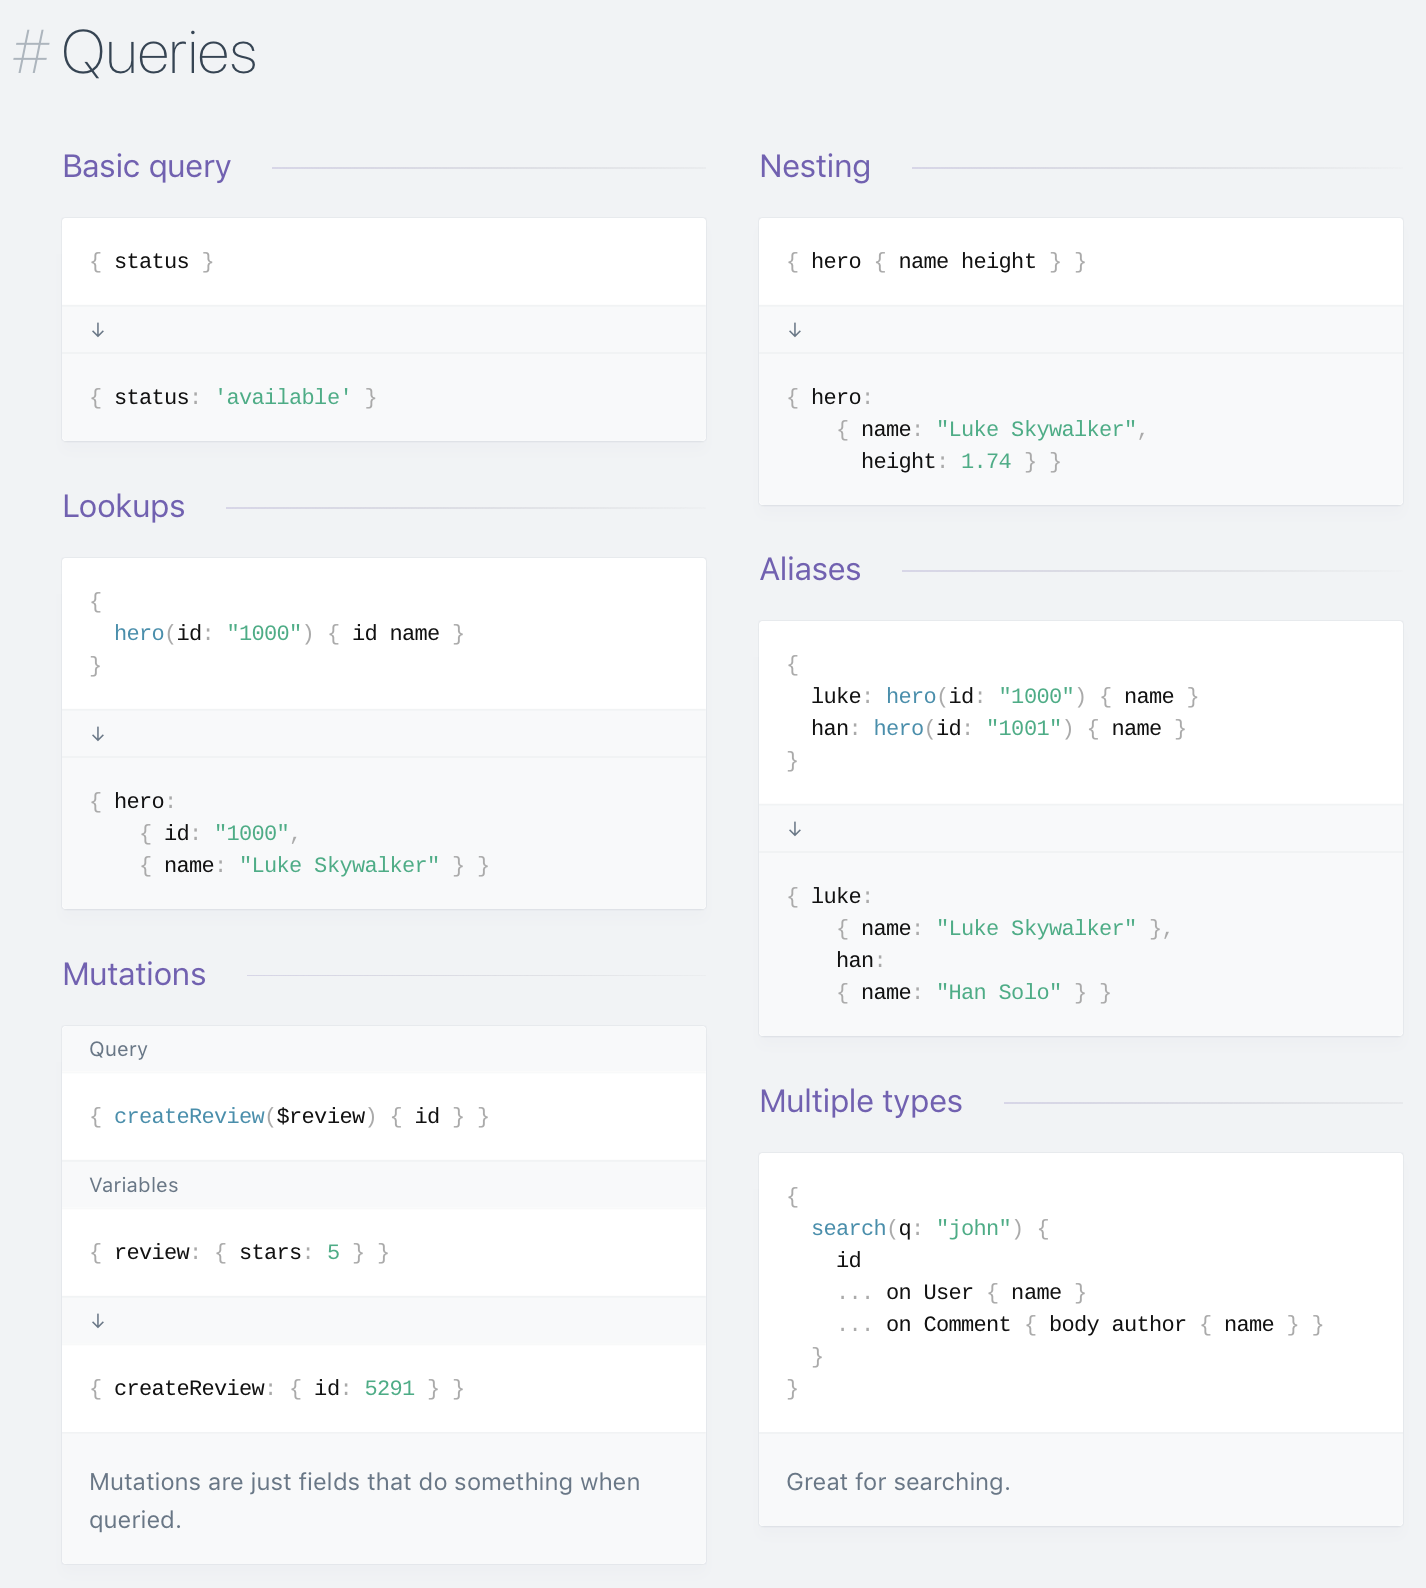 # Queries
Basic query
{ status }
↓
{ status: 'available' }
Lookups
{
  hero(id: "1000") { id name }
}
↓
{ hero:
    { id: "1000",
    { name: "Luke Skywalker" } }
Mutations
Query
{ createReview($review) { id } }
Variables
{ review: { stars: 5 } }
↓
{ createReview: { id: 5291 } }
Mutations are just fields that do something when
queried.
Nesting
{ hero { name height } }
↓
{ hero:
    { name: "Luke Skywalker",
      height: 1.74 } }
Aliases
{
  luke: hero(id: "1000") { name }
  han: hero(id: "1001") { name }
}
↓
{ luke:
    { name: "Luke Skywalker" },
    han:
    { name: "Han Solo" } }
Multiple types
{
  search(q: "john") {
    id
    ... on User { name }
    ... on Comment { body author { name } }
  }
}
Great for searching.